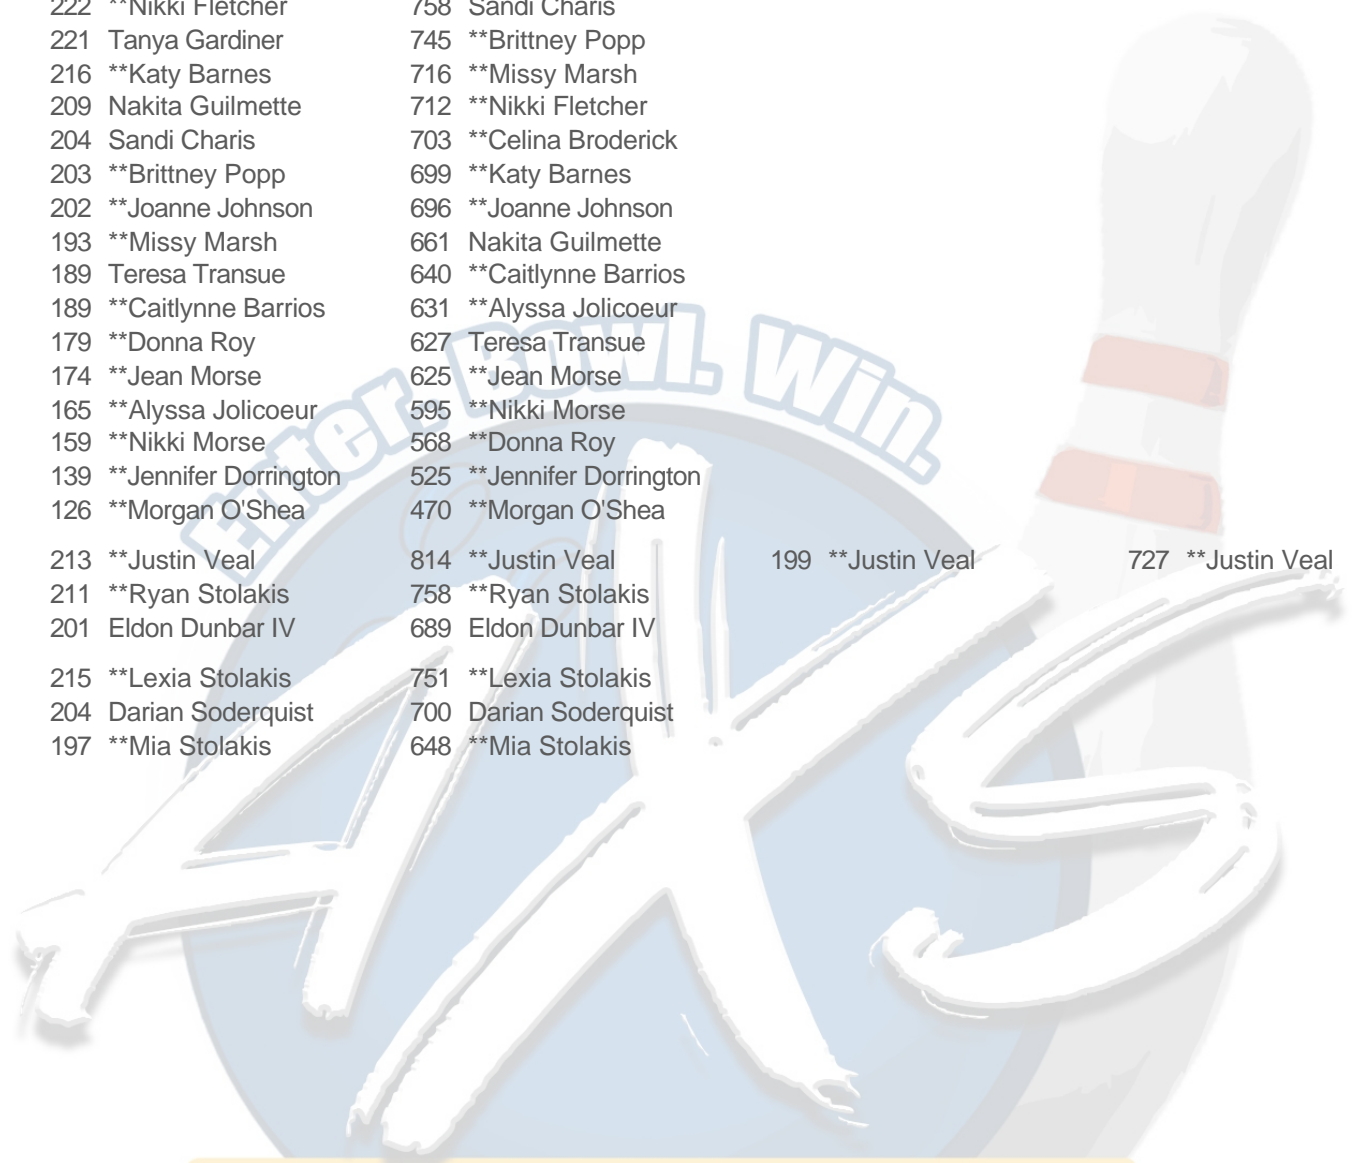 222 **Nikki Fletcher 758 Sandi Charis
221 Tanya Gardiner 745 **Brittney Popp
216 **Katy Barnes 716 **Missy Marsh
209 Nakita Guilmette 712 **Nikki Fletcher
204 Sandi Charis 703 **Celina Broderick
203 **Brittney Popp 699 **Katy Barnes
202 **Joanne Johnson 696 **Joanne Johnson
193 **Missy Marsh 661 Nakita Guilmette
189 Teresa Transue 640 **Caitlynne Barrios
189 **Caitlynne Barrios 631 **Alyssa Jolicoeur
179 **Donna Roy 627 Teresa Transue
174 **Jean Morse 625 **Jean Morse
165 **Alyssa Jolicoeur 595 **Nikki Morse
159 **Nikki Morse 568 **Donna Roy
139 **Jennifer Dorrington 525 **Jennifer Dorrington
126 **Morgan O'Shea 470 **Morgan O'Shea
213 **Justin Veal 814 **Justin Veal 199 **Justin Veal 727 **Justin Veal
211 **Ryan Stolakis 758 **Ryan Stolakis
201 Eldon Dunbar IV 689 Eldon Dunbar IV
215 **Lexia Stolakis 751 **Lexia Stolakis
204 Darian Soderquist 700 Darian Soderquist
197 **Mia Stolakis 648 **Mia Stolakis
Enter. Bowl. Win.
AXS